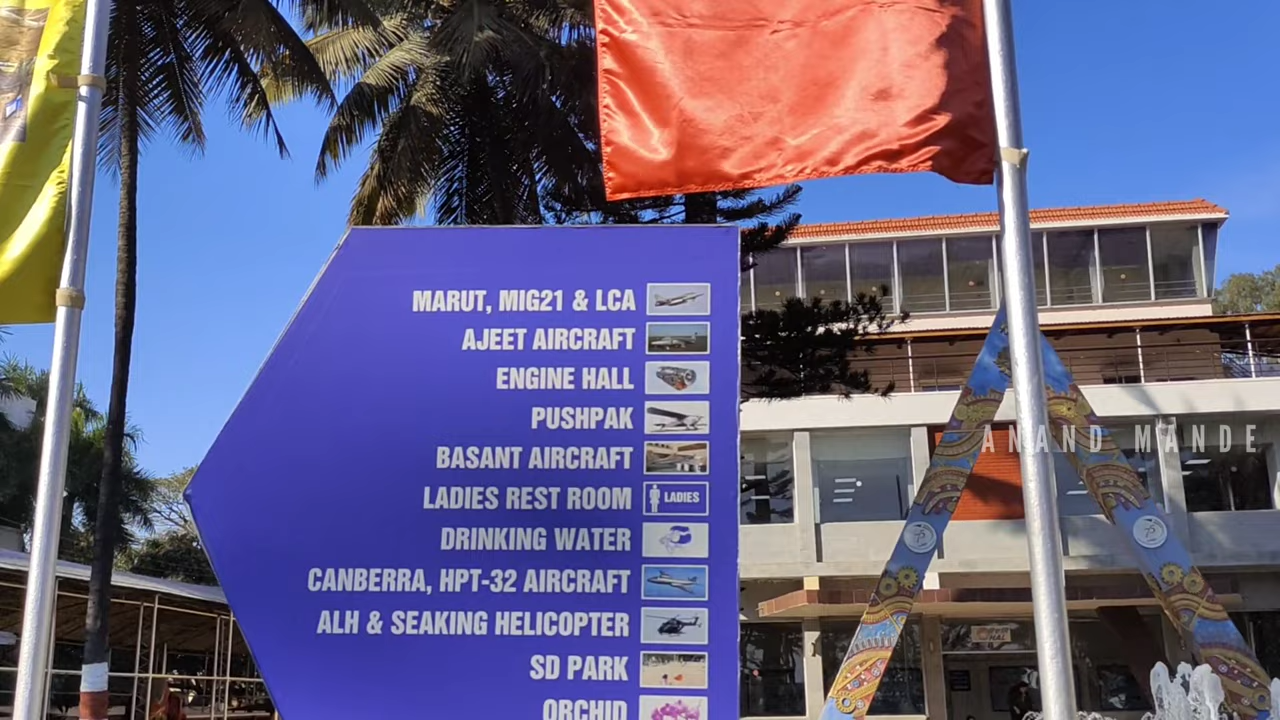 MARUT, MIG21 & LCA
AJEET AIRCRAFT
ENGINE HALL
PUSHPAK
BASANT AIRCRAFT
LADIES REST ROOM
LADIES
DRINKING WATER
CANBERRA, HPT-32 AIRCRAFT
ALH & SEAKING HELICOPTER
SD PARK
ORCHID
ANAND MANDE
HAL